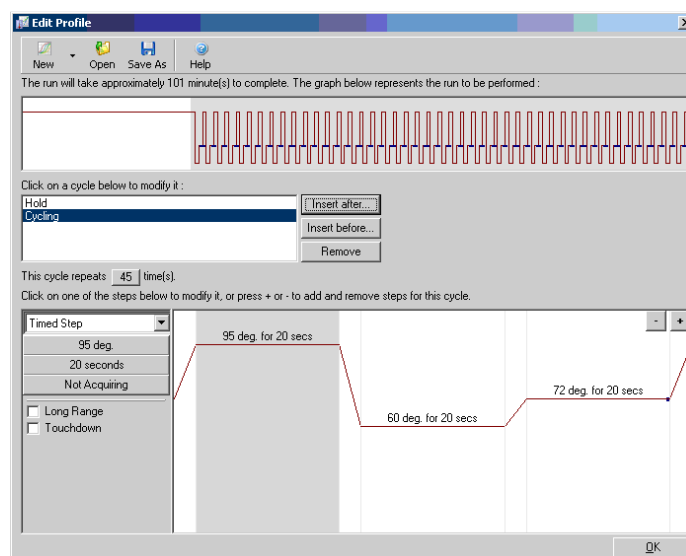 Edit Profile
New Open Save As Help
The run will take approximately 101 minute(s) to complete. The graph below represents the run to be performed :
Click on a cycle below to modify it :
Hold
Cycling
Insert after...
Insert before...
Remove
This cycle repeats 45 time(s).
Click on one of the steps below to modify it, or press + or - to add and remove steps for this cycle.
Timed Step
95 deg.
20 seconds
Not Acquiring
Long Range
Touchdown
95 deg. for 20 secs
60 deg. for 20 secs
72 deg. for 20 secs
- +
OK